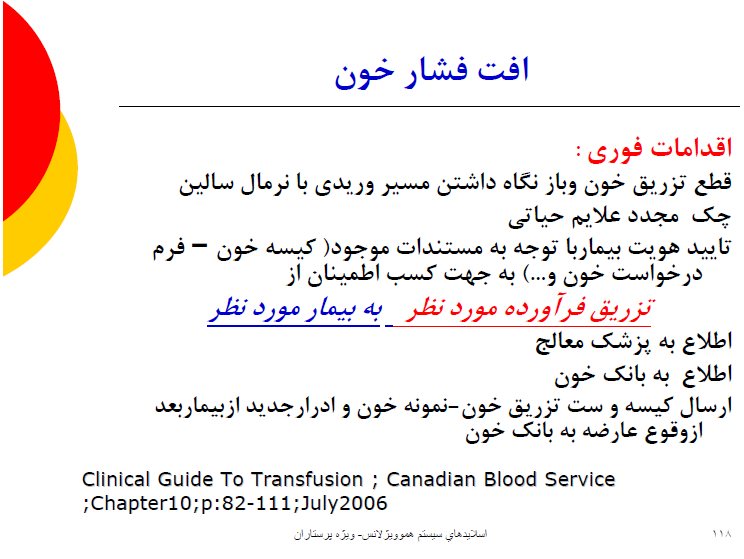 افت فشار خون
اقدامات فوری :
قطع تزریق خون وباز نگاه داشتن مسیر وریدی با نرمال سالین
چک مجدد علایم حیاتی
تایید هویت بیماربا توجه به مستندات موجود( کیسه خون – فرم
درخواست خون و...) به جهت کسب اطمینان از
تزریق فرآورده مورد نظر به بیمار مورد نظر
اطلاع به پزشک معالج
اطلاع به بانک خون
ارسال کیسه و ست تزریق خون-نمونه خون و ادرارجدید ازبیماربعد
ازوقوع عارضه به بانک خون
Clinical Guide To Transfusion ; Canadian Blood Service
;Chapter10;p:82-111;July2006
اسلایدهاي سیستم هموویژلانس- ویژه پرستاران
۱۱۸